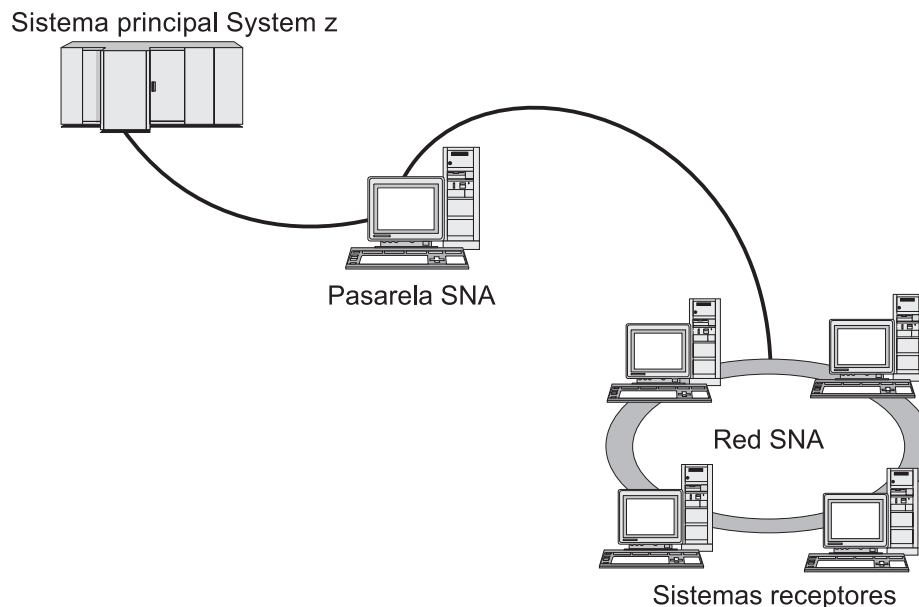 Sistema principal System z
Pasarela SNA
Red SNA
Sistemas receptores